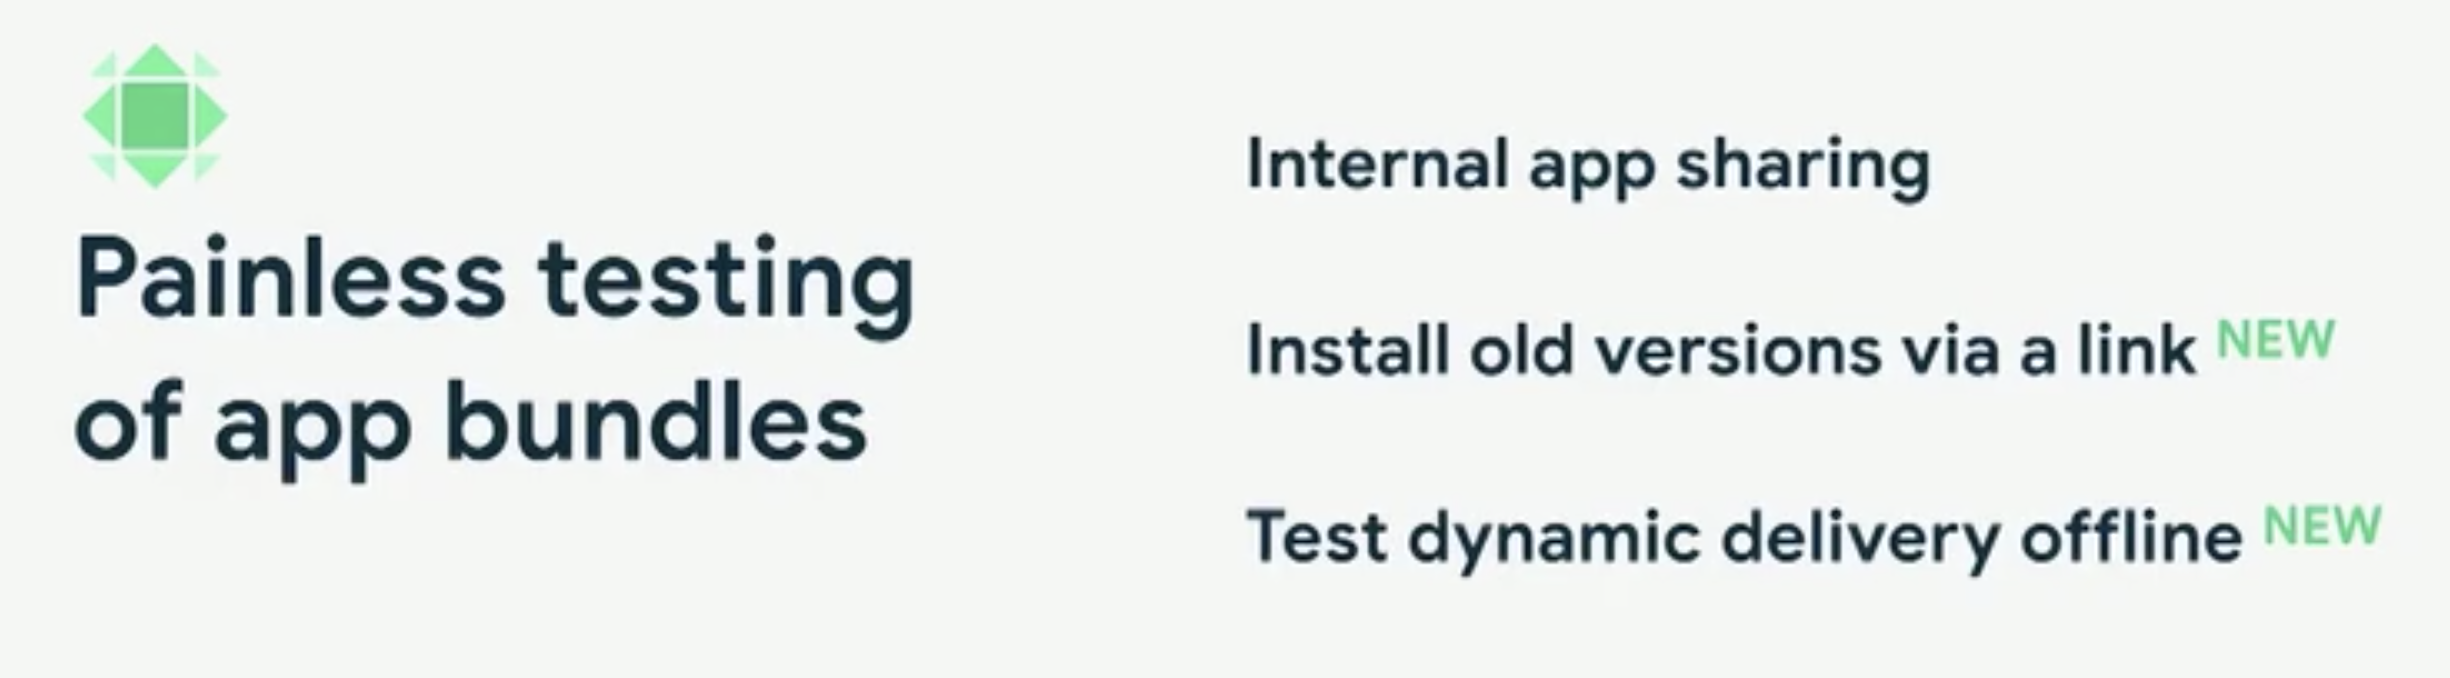 Painless testing
of app bundles
Internal app sharing
Install old versions via a link NEW
Test dynamic delivery offline NEW